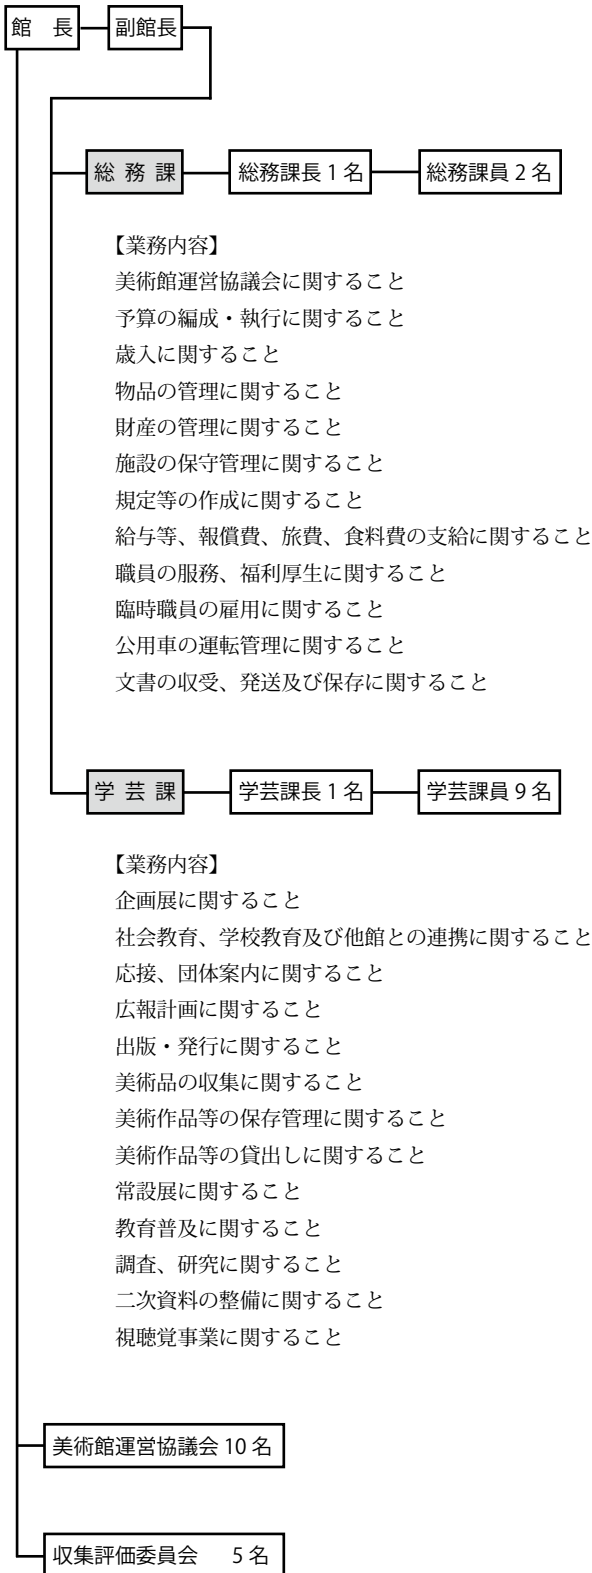 館　長
副館長
総 務 課
総務課長 1 名
総務課員 2 名
【業務内容】
美術館運営協議会に関すること
予算の編成・執行に関すること
歳入に関すること
物品の管理に関すること
財産の管理に関すること
施設の保守管理に関すること
規定等の作成に関すること
給与等、報償費、旅費、食料費の支給に関すること
職員の服務、福利厚生に関すること
臨時職員の雇用に関すること
公用車の運転管理に関すること
文書の収受、発送及び保存に関すること
学 芸 課
学芸課長 1 名
学芸課員 9 名
【業務内容】
企画展に関すること
社会教育、学校教育及び他館との連携に関すること
応接、団体案内に関すること
広報計画に関すること
出版・発行に関すること
美術品の収集に関すること
美術作品等の保存管理に関すること
美術作品等の貸出しに関すること
常設展に関すること
教育普及に関すること
調査、研究に関すること
二次資料の整備に関すること
視聴覚事業に関すること
美術館運営協議会 10 名
収集評価委員会　5 名